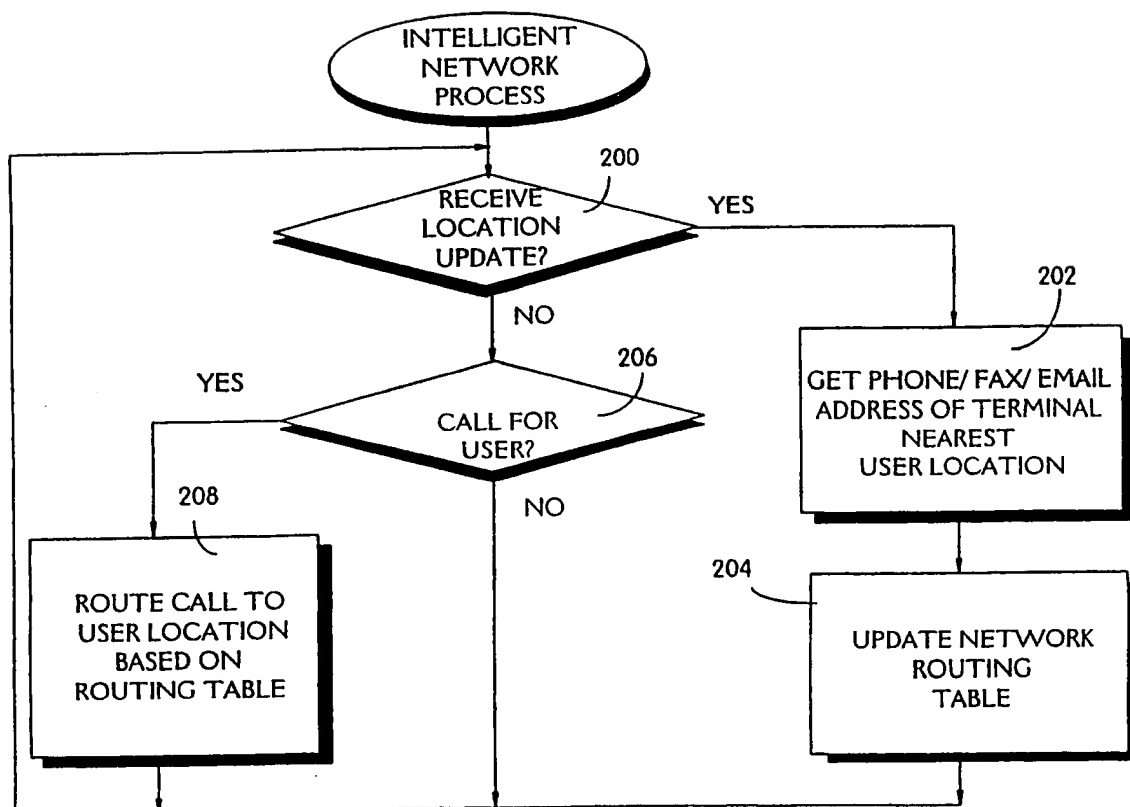 INTELLIGENT
NETWORK
PROCESS
200
RECEIVE
LOCATION
UPDATE?
YES
NO
202
GET PHONE/ FAX/ EMAIL
ADDRESS OF TERMINAL
NEAREST
USER LOCATION
206
YES
CALL FOR
USER?
NO
208
ROUTE CALL TO
USER LOCATION
BASED ON
ROUTING TABLE
204
UPDATE NETWORK
ROUTING
TABLE